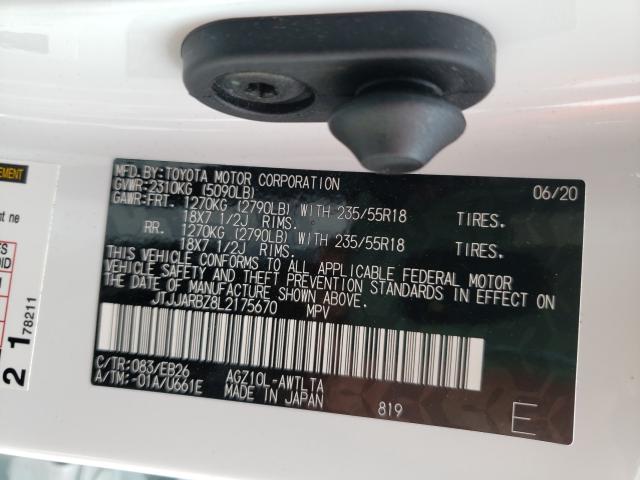 MFD.BY:TOYOTA MOTOR CORPORATION 06/20
GVWR:2310KG (5090LB)
GAWR:FRT. 1270KG (2790LB) WITH 235/55R18 TIRES.
18X7 1/2J RIMS.
RR. 1270KG (2790LB) WITH 235/55R18 TIRES.
18X7 1/2J RIMS.
THIS VEHICLE CONFORMS TO ALL APPLICABLE FEDERAL MOTOR
VEHICLE SAFETY AND THEFT PREVENTION STANDARDS IN EFFECT ON
THE DATE OF MANUFACTURE SHOWN ABOVE.
JTJJARBZ8L2175670 MPV
C/TR:083/EB26 AGZ10L-AWTLTA
A/TM:-01A/U661E MADE IN JAPAN 819 E
178211
2